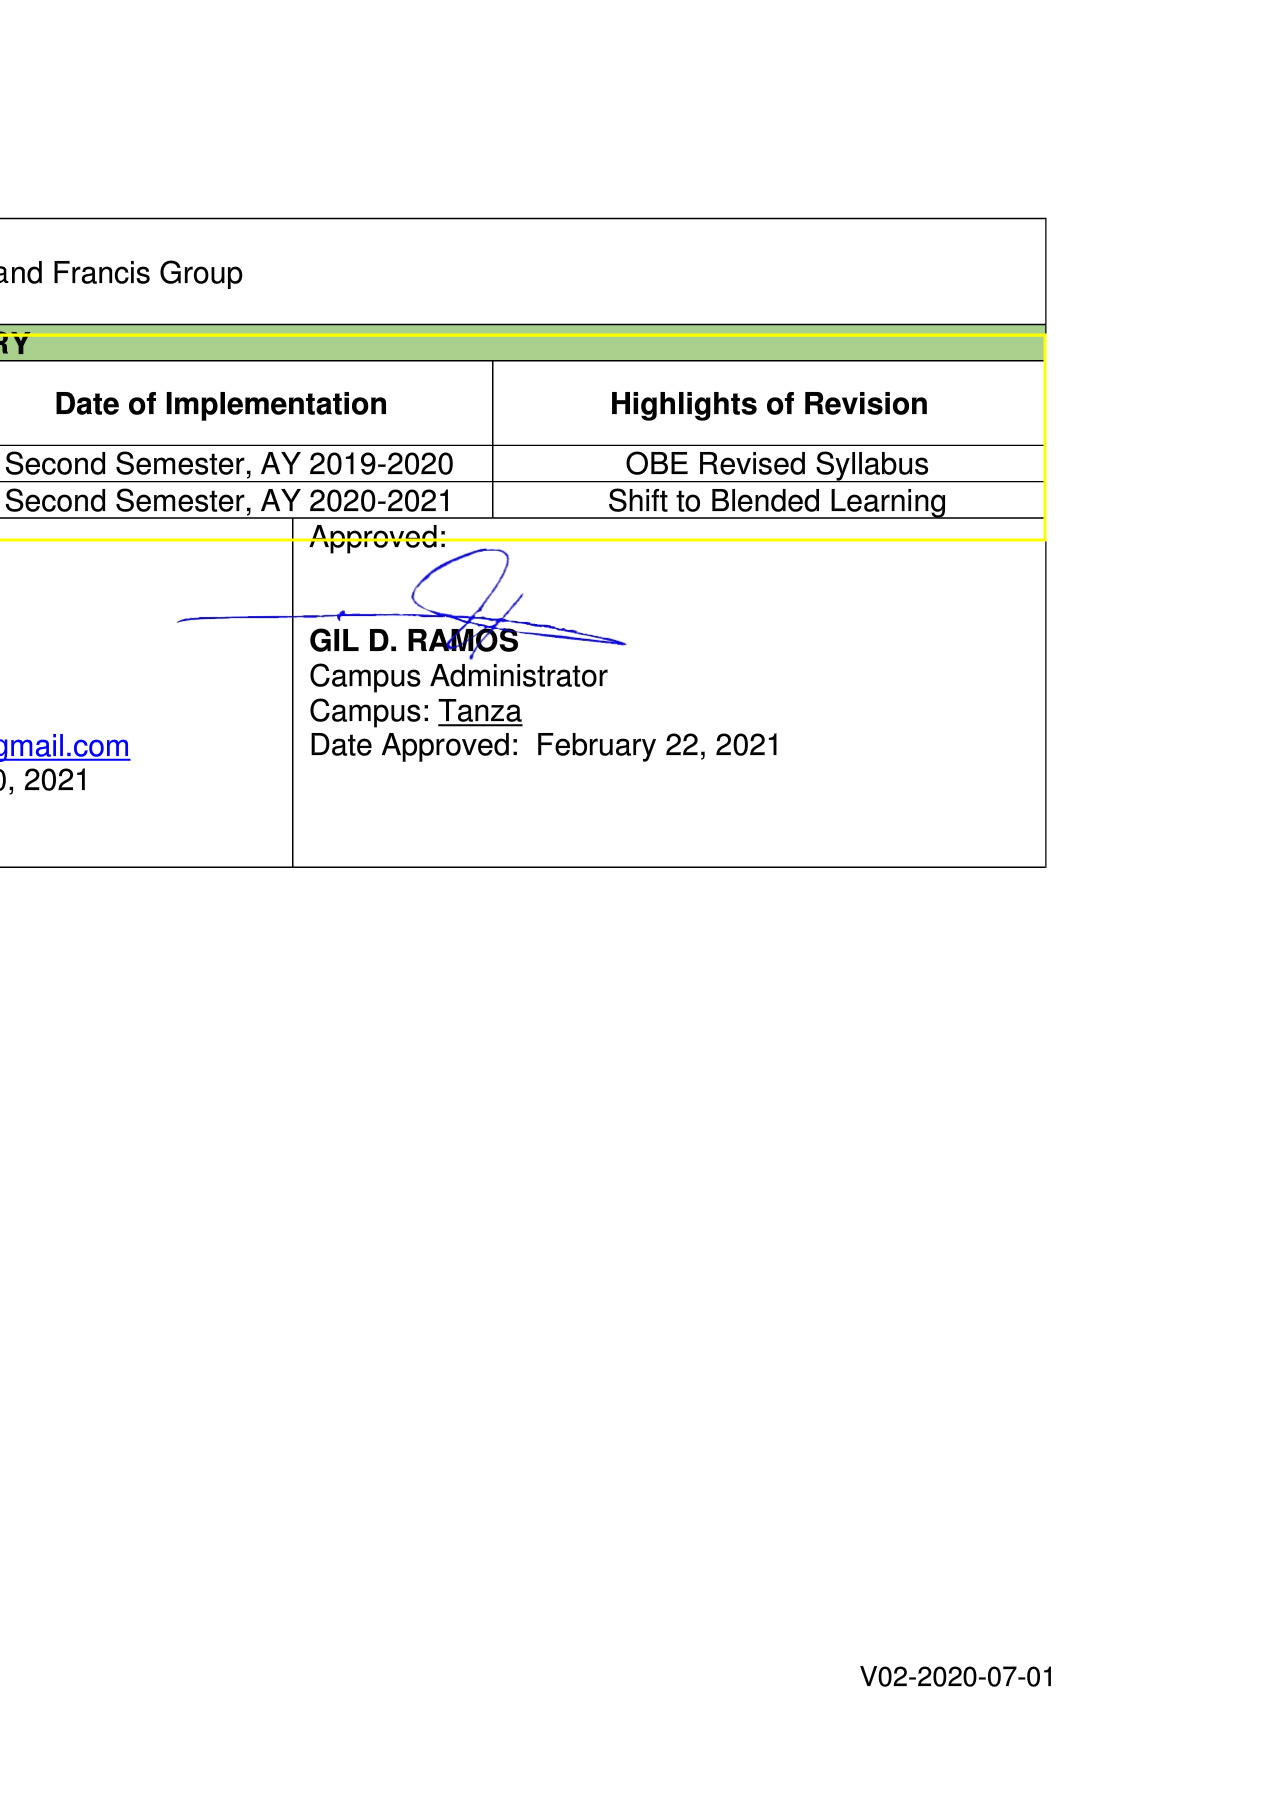 and Francis Group
RY
Date of Implementation Highlights of Revision
Second Semester, AY 2019-2020 OBE Revised Syllabus
Second Semester, AY 2020-2021 Shift to Blended Learning
Approved:
GIL D. RAMOS
Campus Administrator
Campus: Tanza
gmail.com Date Approved: February 22, 2021
0, 2021
V02-2020-07-01